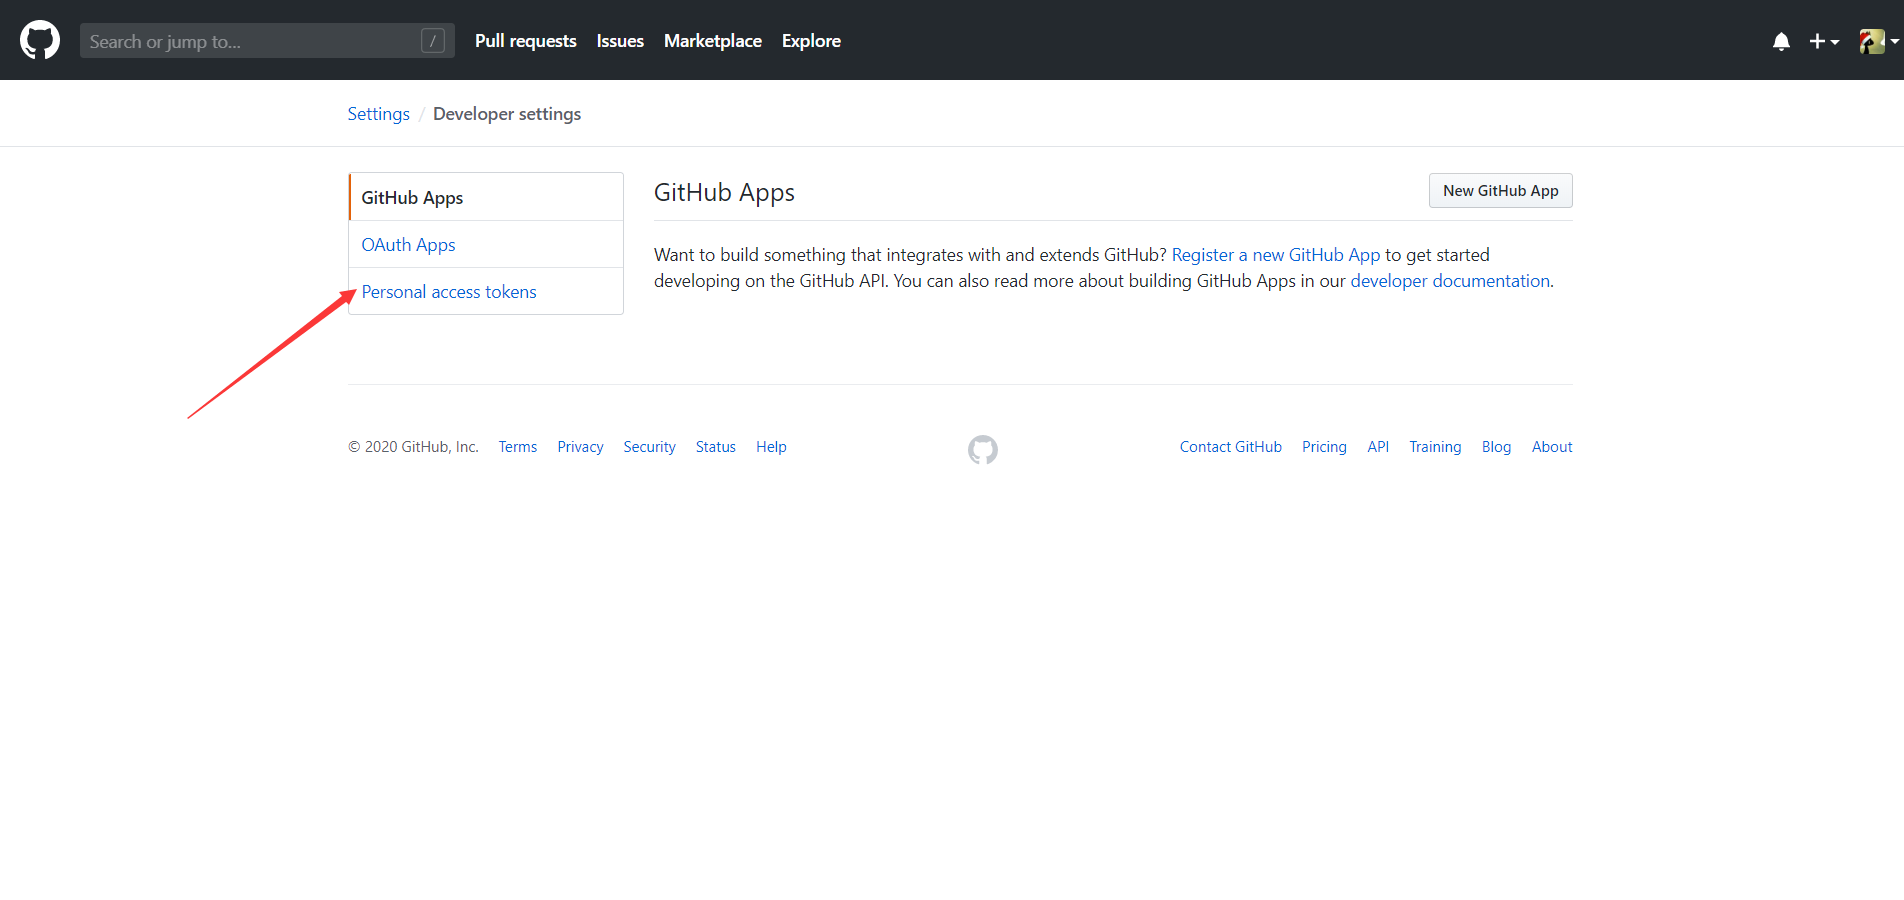 Search or jump to...
/
Pull requests
Issues
Marketplace
Explore
Settings / Developer settings
GitHub Apps
OAuth Apps
Personal access tokens
GitHub Apps
New GitHub App
Want to build something that integrates with and extends GitHub? Register a new GitHub App to get started
developing on the GitHub API. You can also read more about building GitHub Apps in our developer documentation.
© 2020 GitHub, Inc.
Terms
Privacy
Security
Status
Help
Contact GitHub
Pricing
API
Training
Blog
About